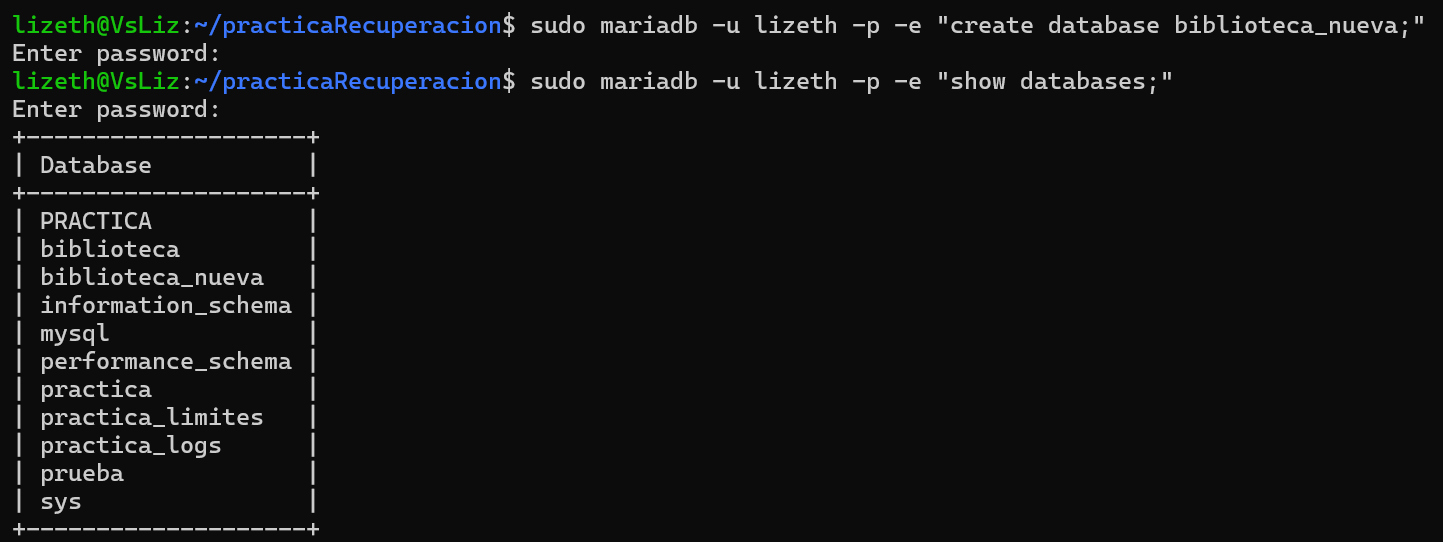 lizeth@VsLiz:~/practicaRecuperacion$ sudo mariadb -u lizeth -p -e "create database biblioteca_nueva;"
Enter password:
lizeth@VsLiz:~/practicaRecuperacion$ sudo mariadb -u lizeth -p -e "show databases;"
Enter password:
+--------------------+
| Database           |
+--------------------+
| PRACTICA           |
| biblioteca         |
| biblioteca_nueva   |
| information_schema |
| mysql              |
| performance_schema |
| practica           |
| practica_limites   |
| practica_logs      |
| prueba             |
| sys                |
+--------------------+